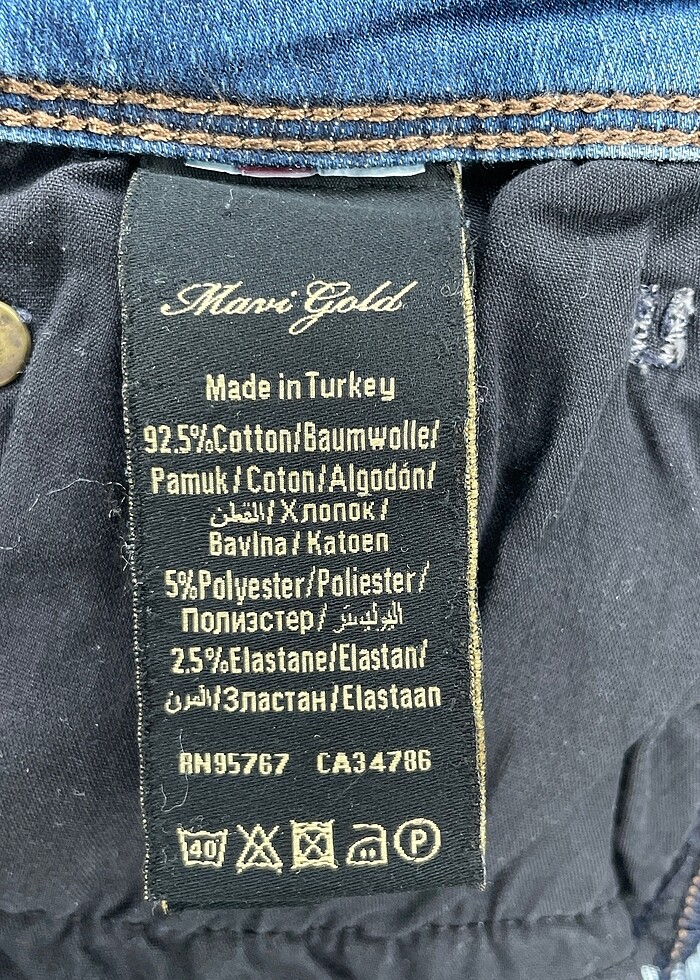 Mavi Gold
Made in Turkey
92.5%Cotton/Baumwolle/
Pamuk/Coton/Algodón/
القطن/Хлопок/
Bavlna/Katoen
5%Polyester/Poliester/
Полиэстер/البوليستر
2.5%Elastane/Elastan/
/Эластан/Elastaan
RN95767 CA34786
40°
P